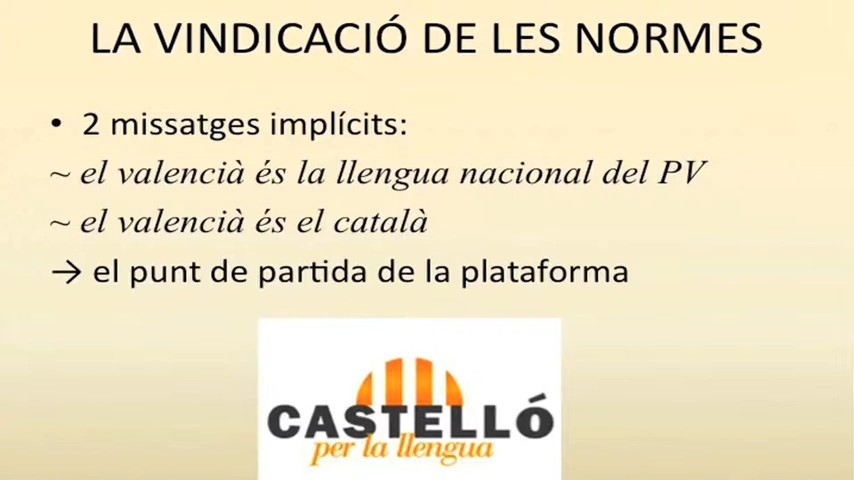 LA VINDICACIÓ DE LES NORMES
• 2 missatges implícits:
~ el valencià és la llengua nacional del PV
~ el valencià és el català
→ el punt de partida de la plataforma
CASTELLÓ
per la llengua